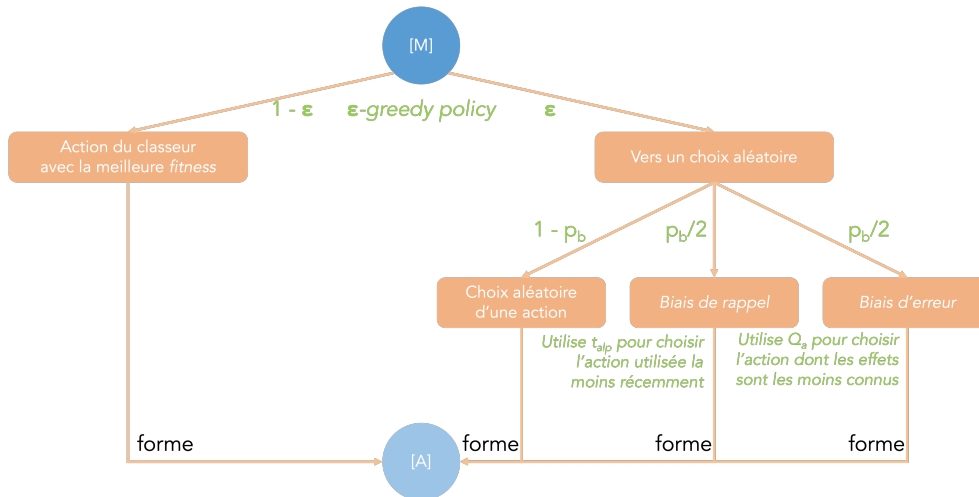 [M]
1 - ε ε-greedy policy ε
Action du classeur
avec la meilleure fitness
Vers un choix aléatoire
1 - pb
pb/2
pb/2
Choix aléatoire
d'une action
Biais de rappel
Biais d'erreur
Utilise talp pour choisir
l'action utilisée la
moins récemment
Utilise Qa pour choisir
l'action dont les effets
sont les moins connus
forme
forme
forme
forme
[A]